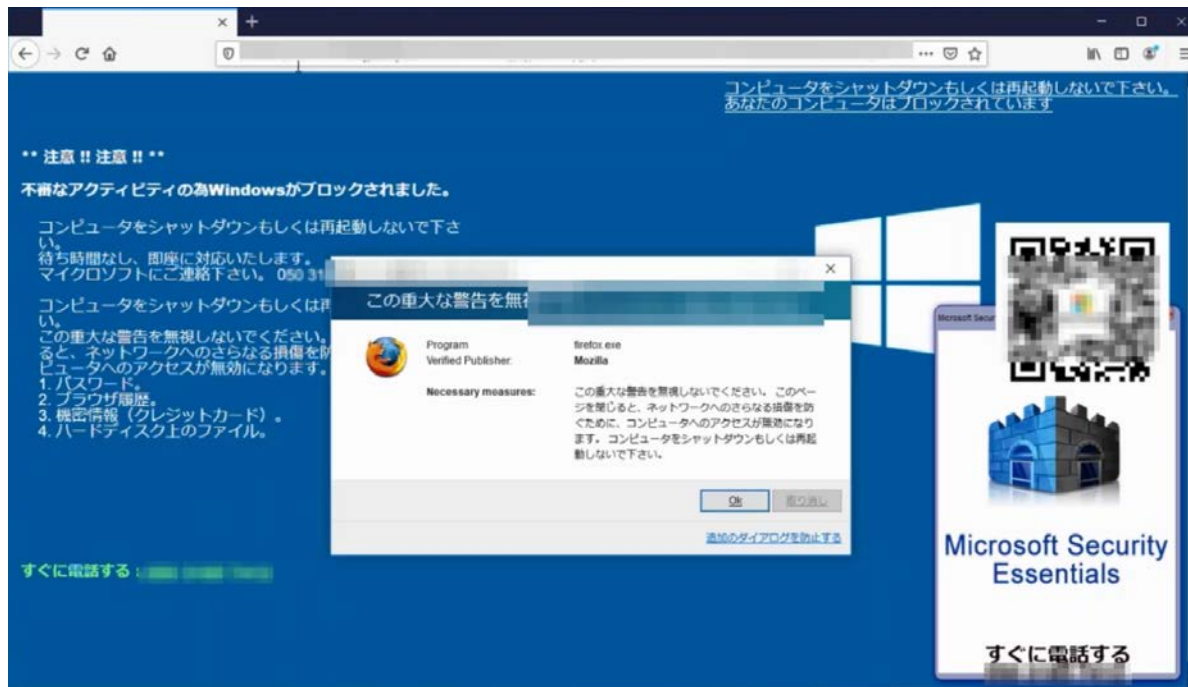 コンピュータをシャットダウンもしくは再起動しないで下さい。
あなたのコンピュータはブロックされています
** 注意 !! 注意 !! **
不審なアクティビティの為Windowsがブロックされました。
コンピュータをシャットダウンもしくは再起動しないで下さ
い。
待ち時間なし、即座に対応いたします。
マイクロソフトにご連絡下さい。 050 31
コンピュータをシャットダウンもしくは再
い。
この重大な警告を無視しないでください。
ると、ネットワークへのさらなる損傷を防
ピュータへのアクセスが無効になります。
1. パスワード。
2. ブラウザ履歴。
3. 機密情報（クレジットカード）。
4. ハードディスク上のファイル。
すぐに電話する :
この重大な警告を無視
Program firefox.exe
Verified Publisher: Mozilla
Necessary measures: この重大な警告を無視しないでください。 このペー
ジを閉じると、ネットワークへのさらなる損傷を防
ぐために、コンピュータへのアクセスが無効になり
ます。 コンピュータをシャットダウンもしくは再起
動しないで下さい。
Ok 取り消し
追加のダイアログを防止する
Microsoft Secur
Microsoft Security
Essentials
すぐに電話する